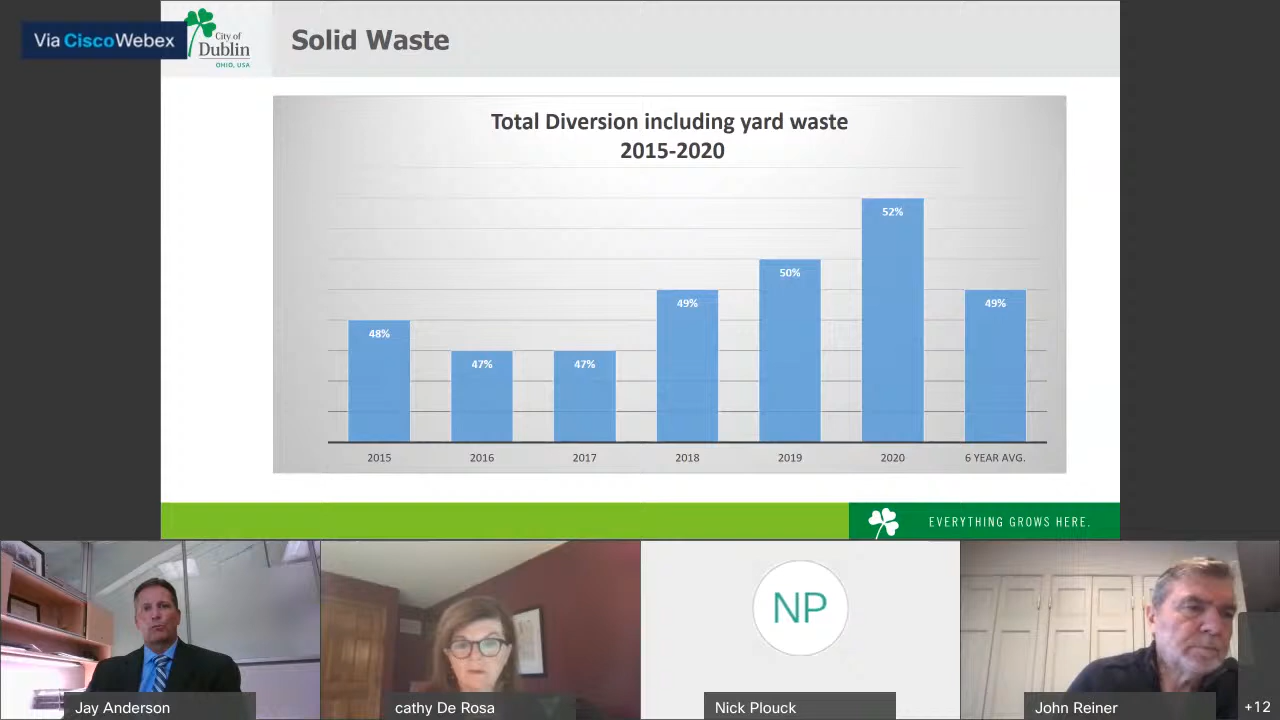 Via CiscoWebex
City of
Dublin
OHIO, USA
Solid Waste
Total Diversion including yard waste
2015-2020
48%
47%
47%
49%
50%
52%
49%
2015
2016
2017
2018
2019
2020
6 YEAR AVG.
EVERYTHING GROWS HERE.
NP
Jay Anderson
cathy De Rosa
Nick Plouck
John Reiner
+12